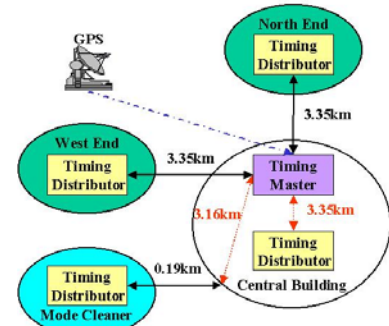 North End
GPS
Timing
Distributor
3.35km
West End
Timing
Distributor
3.35km
Timing
Master
3.16km
3.35km
Timing
Distributor
0.19km
Timing
Distributor
Central Building
Mode Cleaner